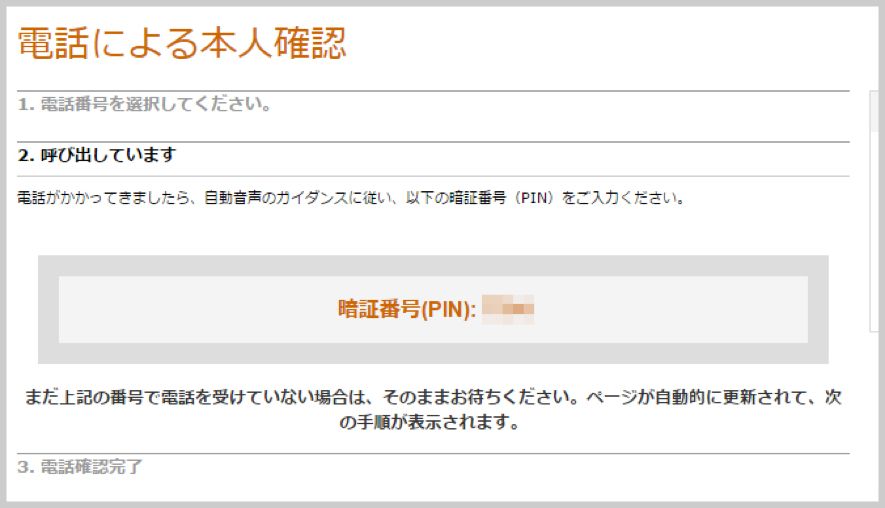 電話による本人確認
1. 電話番号を選択してください。
2. 呼び出しています
電話がかかってきましたら、自動音声のガイダンスに従い、以下の暗証番号（PIN）をご入力ください。
暗証番号(PIN):
まだ上記の番号で電話を受けていない場合は、そのままお待ちください。ページが自動的に更新されて、次
の手順が表示されます。
3. 電話確認完了